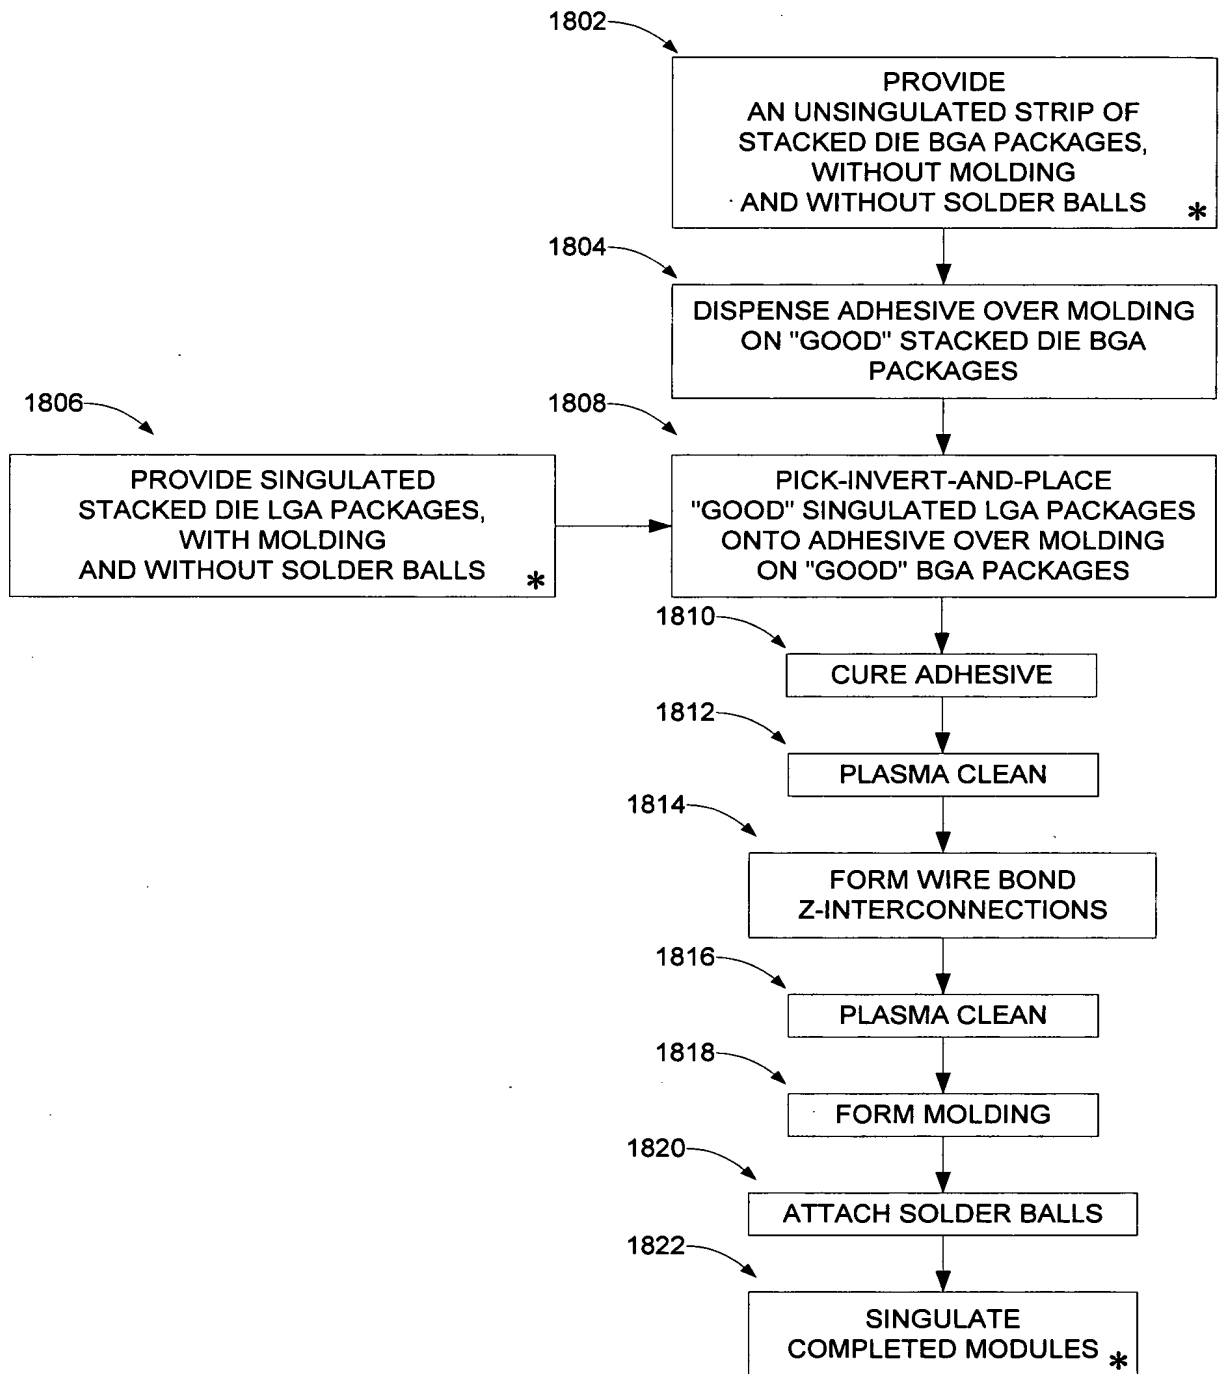 1802
PROVIDE
AN UNSINGULATED STRIP OF
STACKED DIE BGA PACKAGES,
WITHOUT MOLDING
AND WITHOUT SOLDER BALLS *
1804
DISPENSE ADHESIVE OVER MOLDING
ON "GOOD" STACKED DIE BGA
PACKAGES
1806
PROVIDE SINGULATED
STACKED DIE LGA PACKAGES,
WITH MOLDING
AND WITHOUT SOLDER BALLS *
1808
PICK-INVERT-AND-PLACE
"GOOD" SINGULATED LGA PACKAGES
ONTO ADHESIVE OVER MOLDING
ON "GOOD" BGA PACKAGES
1810
CURE ADHESIVE
1812
PLASMA CLEAN
1814
FORM WIRE BOND
Z-INTERCONNECTIONS
1816
PLASMA CLEAN
1818
FORM MOLDING
1820
ATTACH SOLDER BALLS
1822
SINGULATE
COMPLETED MODULES *